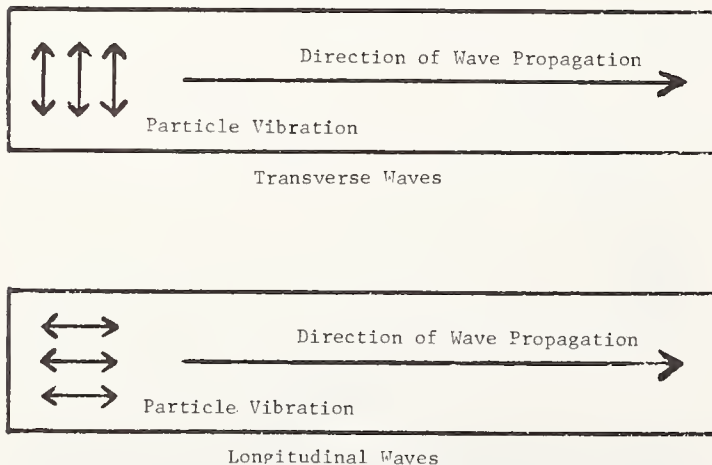 Direction of Wave Propagation
Particle Vibration
Transverse Waves
Direction of Wave Propagation
Particle Vibration
Longitudinal Waves